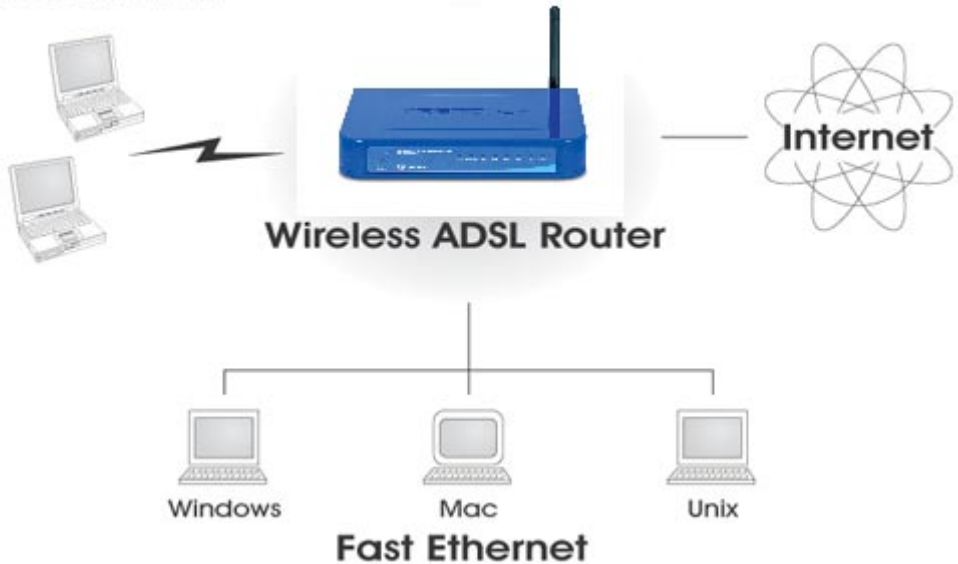 Internet
Wireless ADSL Router
Windows
Mac
Unix
Fast Ethernet